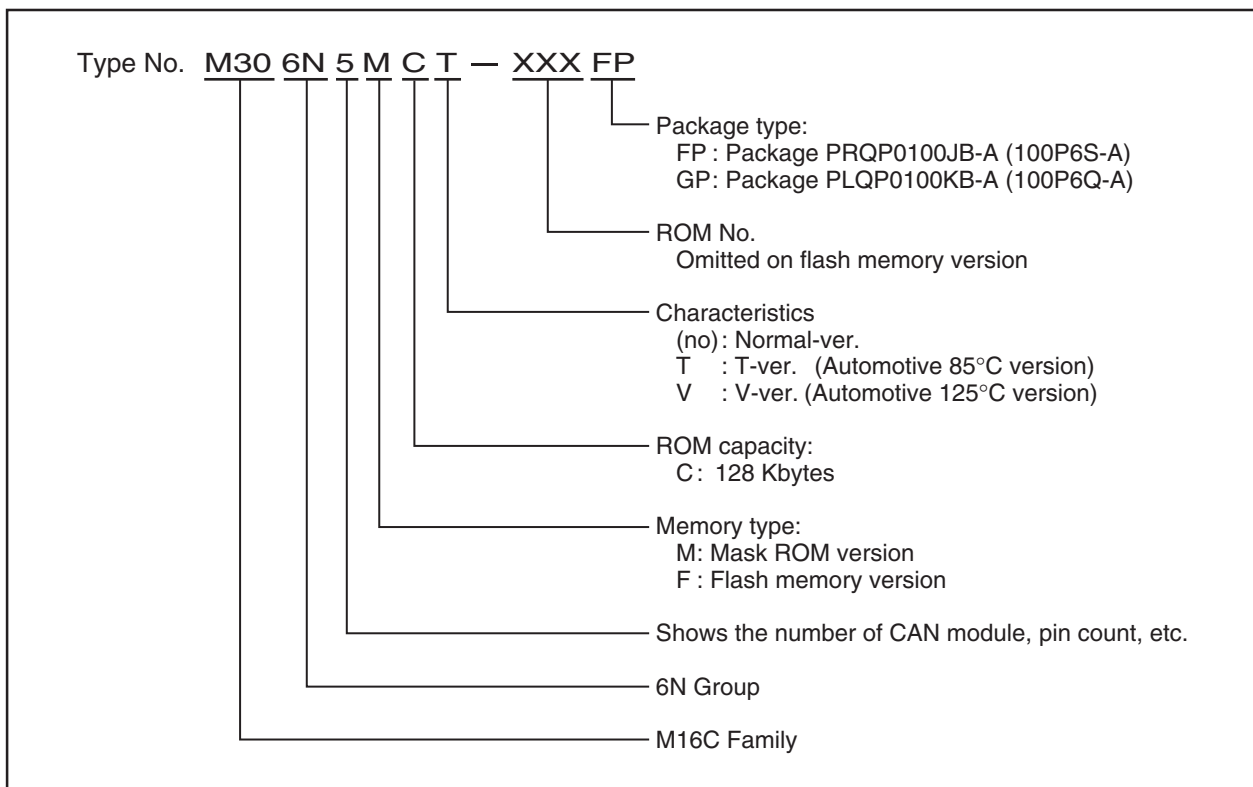 Type No. M30 6N 5 M C T — XXX FP
Package type:
FP : Package PRQP0100JB-A (100P6S-A)
GP: Package PLQP0100KB-A (100P6Q-A)
ROM No.
Omitted on flash memory version
Characteristics
(no) : Normal-ver.
T : T-ver. (Automotive 85°C version)
V : V-ver. (Automotive 125°C version)
ROM capacity:
C : 128 Kbytes
Memory type:
M: Mask ROM version
F : Flash memory version
Shows the number of CAN module, pin count, etc.
6N Group
M16C Family